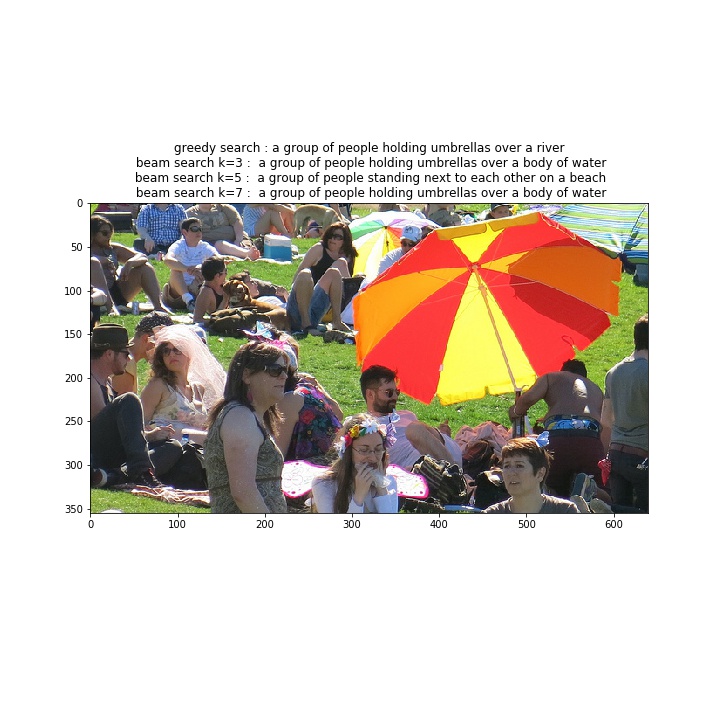 greedy search : a group of people holding umbrellas over a river
beam search k=3 :  a group of people holding umbrellas over a body of water
beam search k=5 :  a group of people standing next to each other on a beach
beam search k=7 :  a group of people holding umbrellas over a body of water
0
50
100
150
200
250
300
350
0 100 200 300 400 500 600